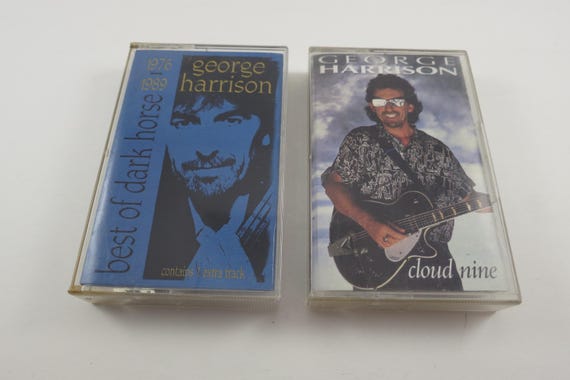 1976
1989
best of dark horse
george
harrison
contains 1 extra track
GEORGE
HARRISON
cloud nine